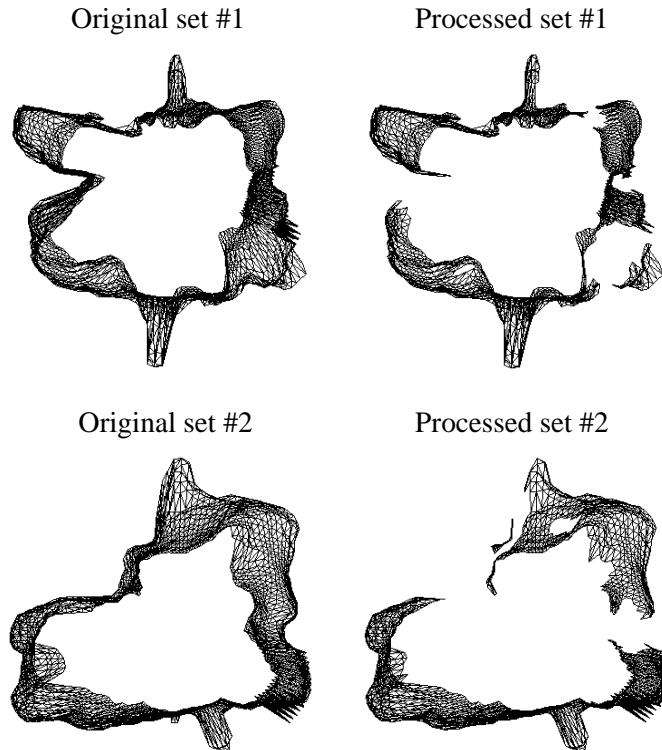 Original set #1
Processed set #1
Original set #2
Processed set #2